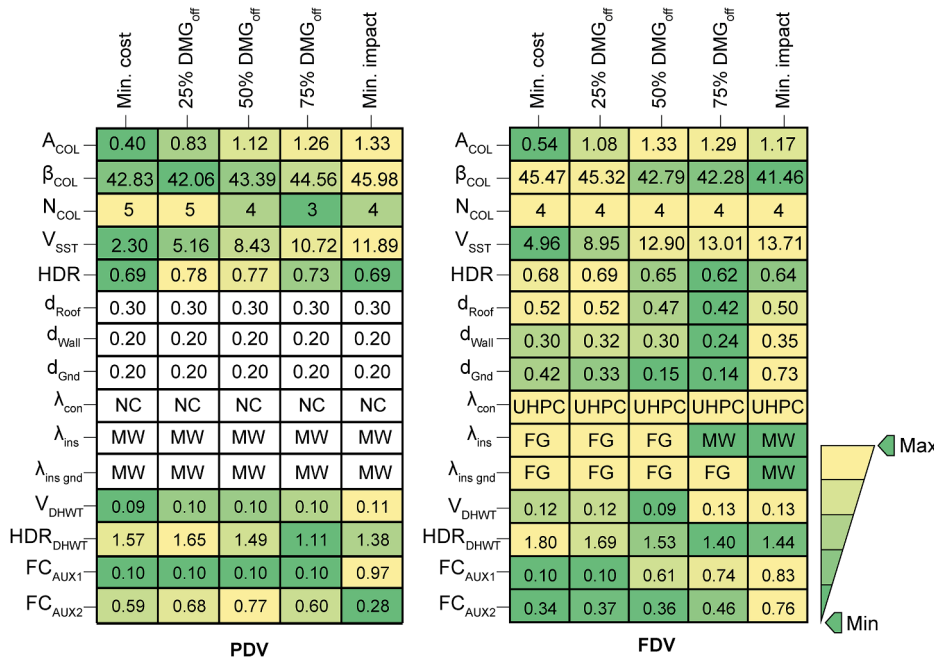 Min. cost 25% DMGoff 50% DMGoff 75% DMGoff Min. impact Min. cost 25% DMGoff 50% DMGoff 75% DMGoff Min. impact
ACOL 0.40 0.83 1.12 1.26 1.33 ACOL 0.54 1.08 1.33 1.29 1.17
βCOL 42.83 42.06 43.39 44.56 45.98 βCOL 45.47 45.32 42.79 42.28 41.46
NCOL 5 5 4 3 4 NCOL 4 4 4 4 4
VSST 2.30 5.16 8.43 10.72 11.89 VSST 4.96 8.95 12.90 13.01 13.71
HDR 0.69 0.78 0.77 0.73 0.69 HDR 0.68 0.69 0.65 0.62 0.64
dRoof 0.30 0.30 0.30 0.30 0.30 dRoof 0.52 0.52 0.47 0.42 0.50
dWall 0.20 0.20 0.20 0.20 0.20 dWall 0.30 0.32 0.30 0.24 0.35
dGnd 0.20 0.20 0.20 0.20 0.20 dGnd 0.42 0.33 0.15 0.14 0.73
λcon NC NC NC NC NC λcon UHPC UHPC UHPC UHPC UHPC
λins MW MW MW MW MW λins FG FG FG MW MW
Max
λins gnd MW MW MW MW MW λins gnd FG FG FG FG MW
VDHWT 0.09 0.10 0.10 0.10 0.11 VDHWT 0.12 0.12 0.09 0.13 0.13
HDRDHWT 1.57 1.65 1.49 1.11 1.38 HDRDHWT 1.80 1.69 1.53 1.40 1.44
FCAUX1 0.10 0.10 0.10 0.10 0.97 FCAUX1 0.10 0.10 0.61 0.74 0.83
FCAUX2 0.59 0.68 0.77 0.60 0.28 FCAUX2 0.34 0.37 0.36 0.46 0.76
Min
PDV FDV